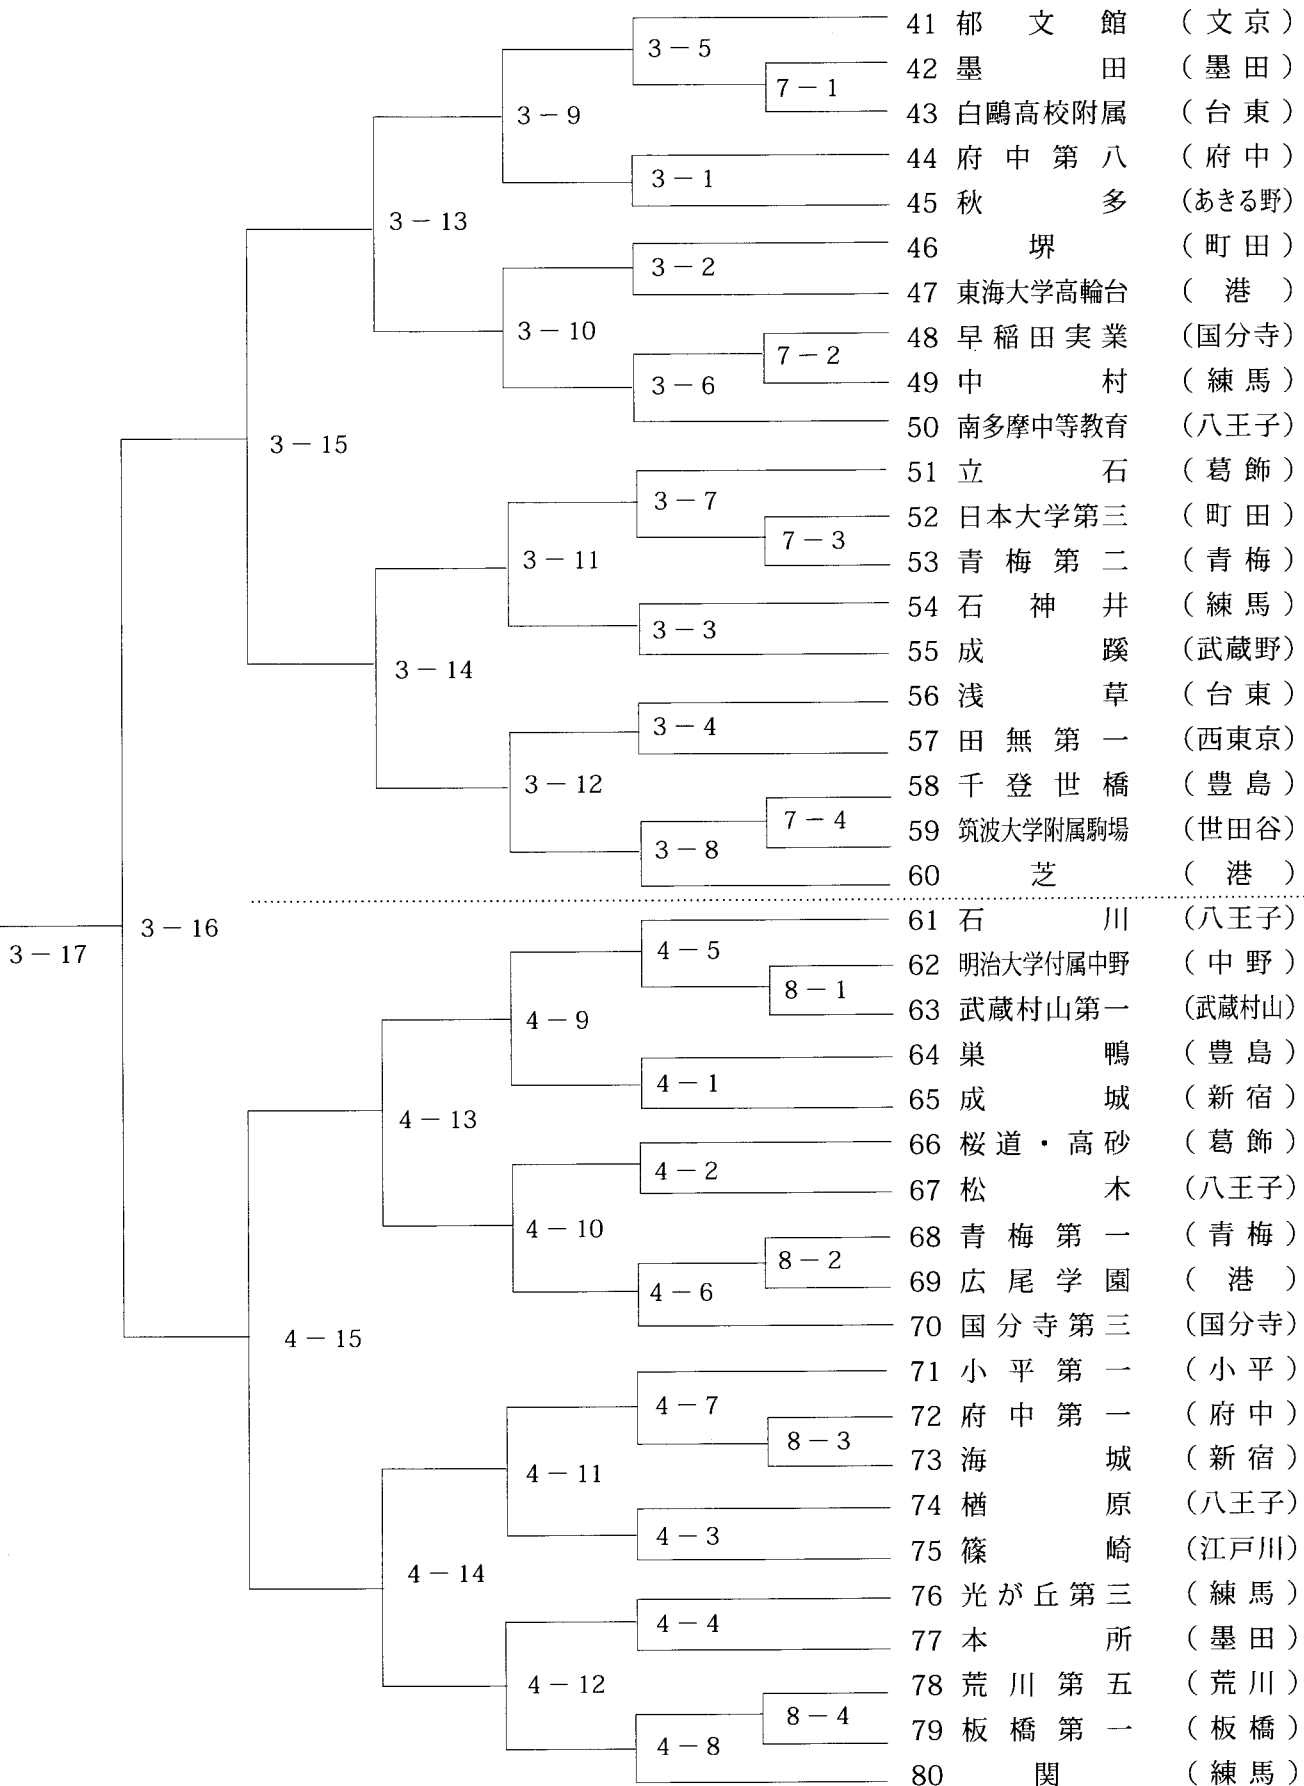 41 郁文館 (文京)
3－5
42 墨田 (墨田)
7－1
43 白鷗高校附属 (台東)
3－9
44 府中第八 (府中)
3－1
45 秋多 (あきる野)
3－13
46 堺 (町田)
3－2
47 東海大学高輪台 (港)
3－10
48 早稲田実業 (国分寺)
7－2
49 中村 (練馬)
3－6
50 南多摩中等教育 (八王子)
3－15
51 立石 (葛飾)
3－7
52 日本大学第三 (町田)
7－3
53 青梅第二 (青梅)
3－11
54 石神井 (練馬)
3－3
55 成蹊 (武蔵野)
3－14
56 浅草 (台東)
3－4
57 田無第一 (西東京)
3－12
58 千登世橋 (豊島)
7－4
59 筑波大学附属駒場 (世田谷)
3－8
60 芝 (港)
3－16
3－17
61 石川 (八王子)
4－5
62 明治大学付属中野 (中野)
8－1
63 武蔵村山第一 (武蔵村山)
4－9
64 巣鴨 (豊島)
4－1
65 成城 (新宿)
4－13
66 桜道・高砂 (葛飾)
4－2
67 松木 (八王子)
4－10
68 青梅第一 (青梅)
8－2
69 広尾学園 (港)
4－6
70 国分寺第三 (国分寺)
4－15
71 小平第一 (小平)
4－7
72 府中第一 (府中)
8－3
73 海城 (新宿)
4－11
74 楢原 (八王子)
4－3
75 篠崎 (江戸川)
4－14
76 光が丘第三 (練馬)
4－4
77 本所 (墨田)
4－12
78 荒川第五 (荒川)
8－4
79 板橋第一 (板橋)
4－8
80 関 (練馬)